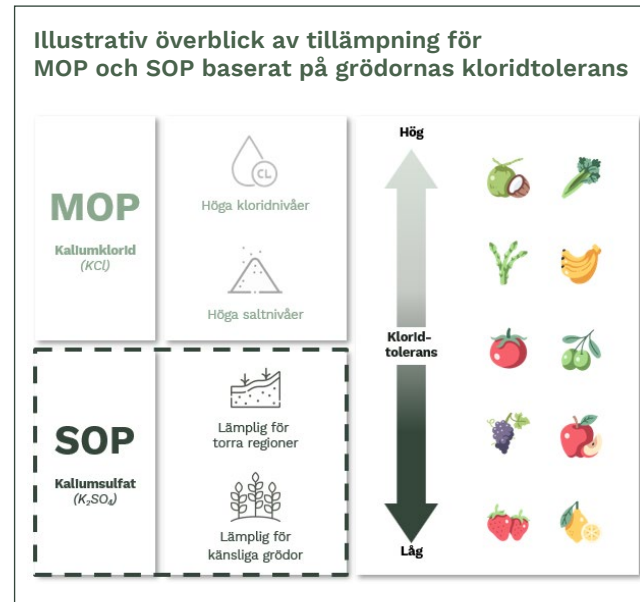 Illustrativ överblick av tillämpning för
MOP och SOP baserat på grödornas kloridtolerans
MOP
Kaliumklorid
(KCl)
CL
Höga kloridnivåer
Höga saltnivåer
SOP
Kaliumsulfat
(K₂SO₄)
Lämplig för
torra regioner
Lämplig för
känsliga grödor
Hög
Klorid-
tolerans
Låg